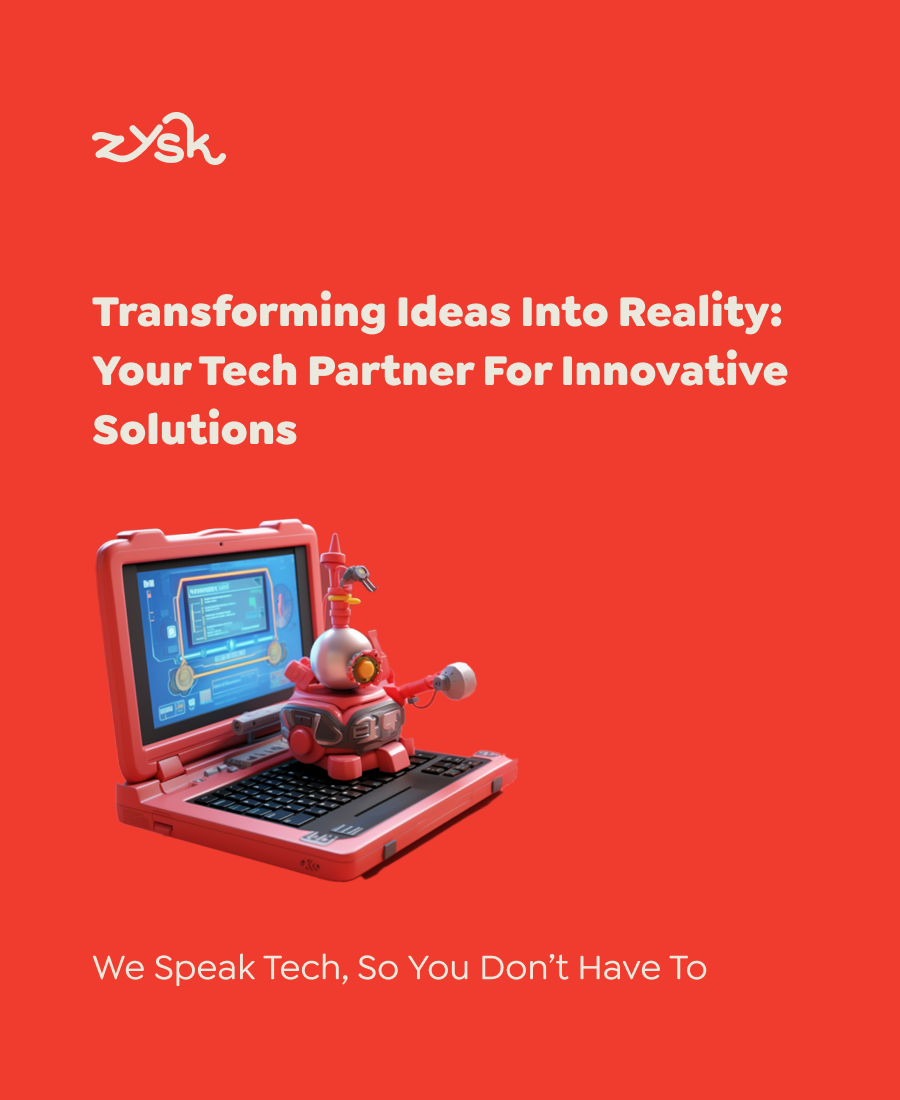 zysk
Transforming Ideas Into Reality:
Your Tech Partner For Innovative
Solutions
We Speak Tech, So You Don’t Have To